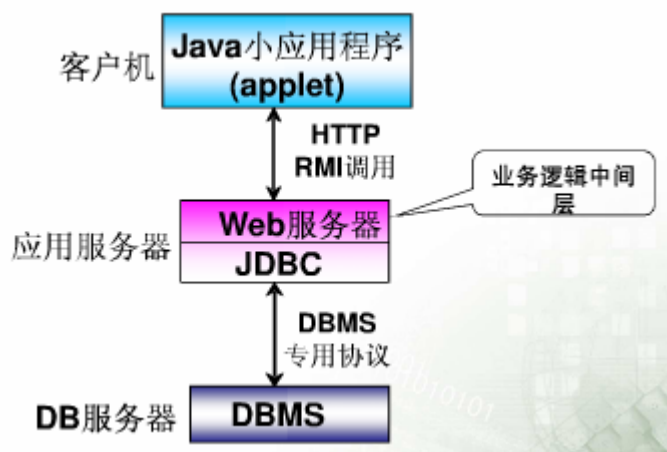 客户机
Java小应用程序
(applet)
HTTP
RMI调用
业务逻辑中间
层
应用服务器
Web服务器
JDBC
DBMS
专用协议
DB服务器
DBMS